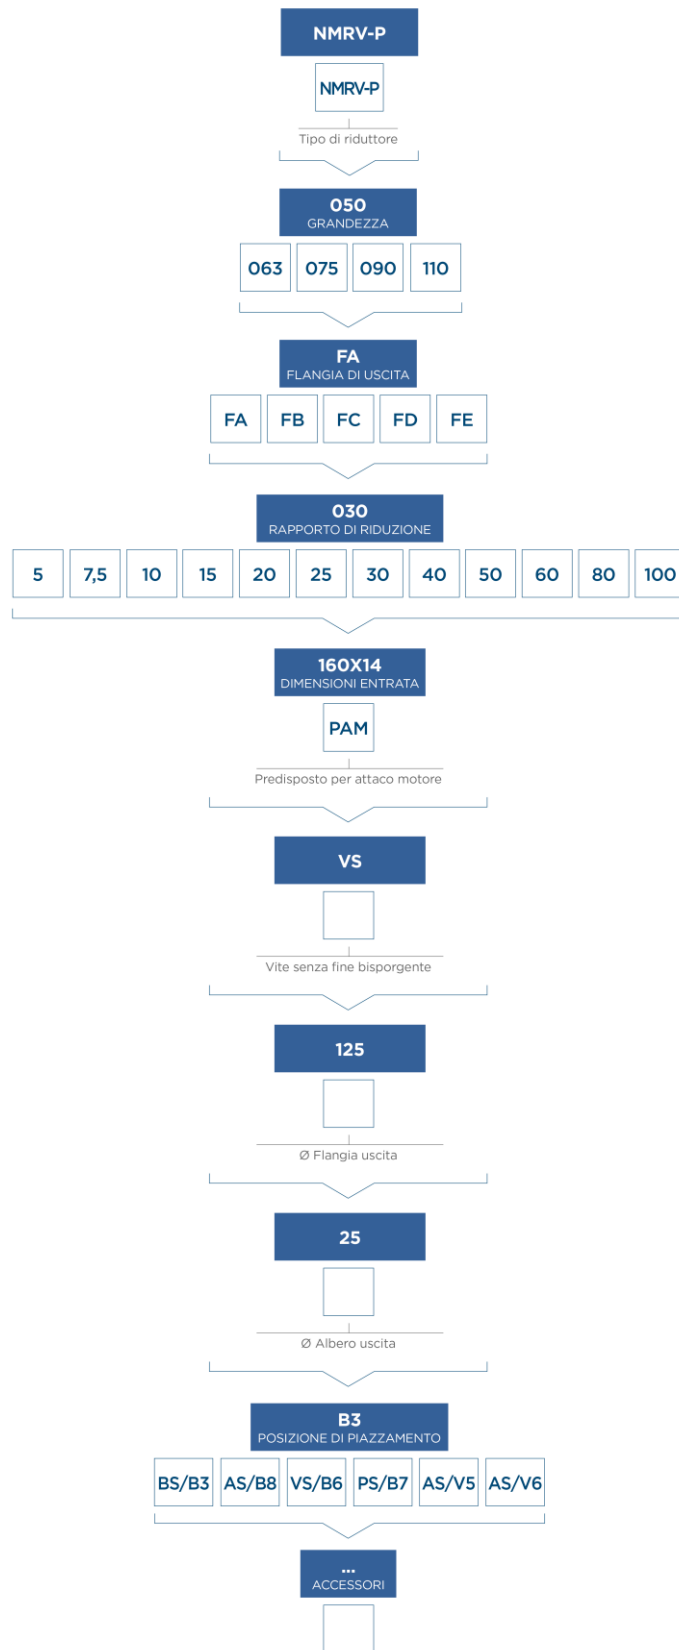 NMRV-P
NMRV-P
Tipo di riduttore
050
GRANDEZZA
063 075 090 110
FA
FLANGIA DI USCITA
FA FB FC FD FE
030
RAPPORTO DI RIDUZIONE
5 7,5 10 15 20 25 30 40 50 60 80 100
160X14
DIMENSIONI ENTRATA
PAM
Predisposto per attaco motore
VS
Vite senza fine bisporgente
125
Ø Flangia uscita
25
Ø Albero uscita
B3
POSIZIONE DI PIAZZAMENTO
BS/B3 AS/B8 VS/B6 PS/B7 AS/V5 AS/V6
...
ACCESSORI